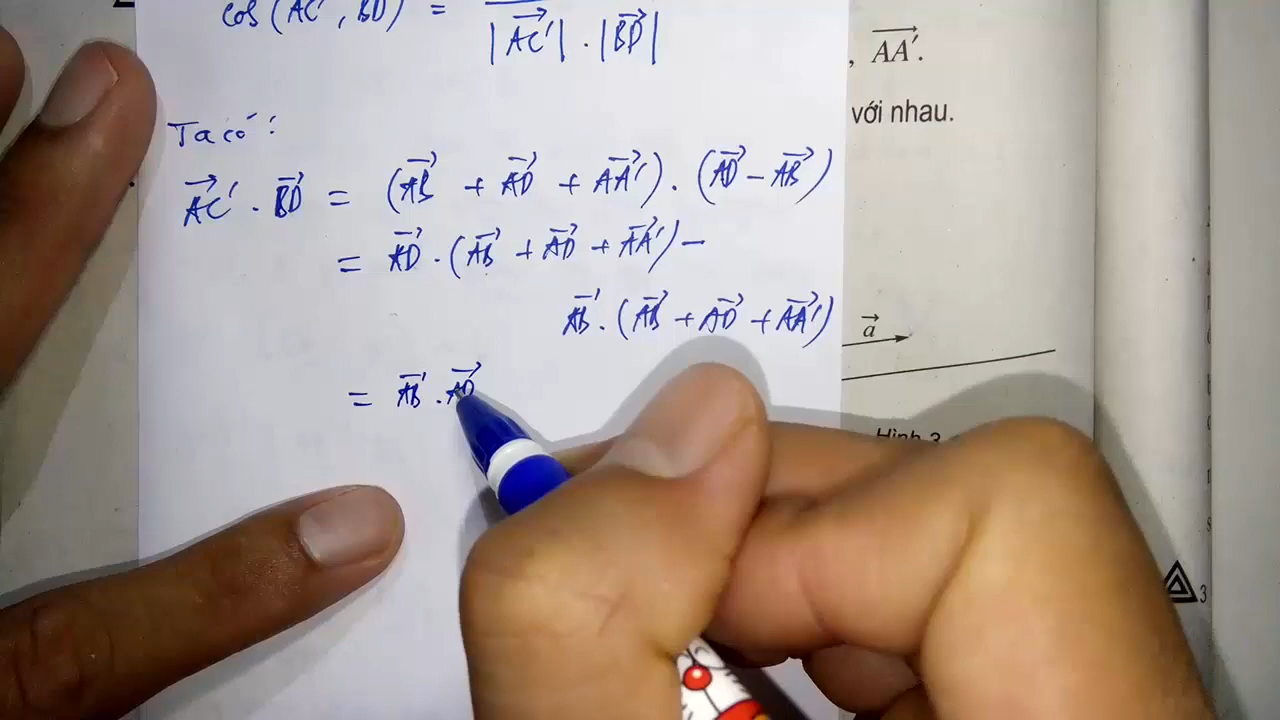 cos(AC', BD) =
|AC'| . |BD|
Ta có :
AC' . BD = (AB + AD + AA') . (AD - AB)
= AD . (AB + AD + AA') -
AB . (AB + AD + AA')
= AB . AD
, AA'.
với nhau.
a
Hình 3
3